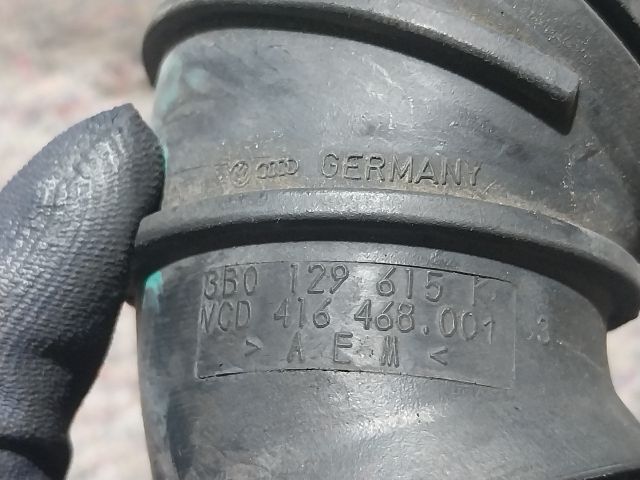 GERMANY
3B0 129 615 K
VCD 416 468.001
> A E M <